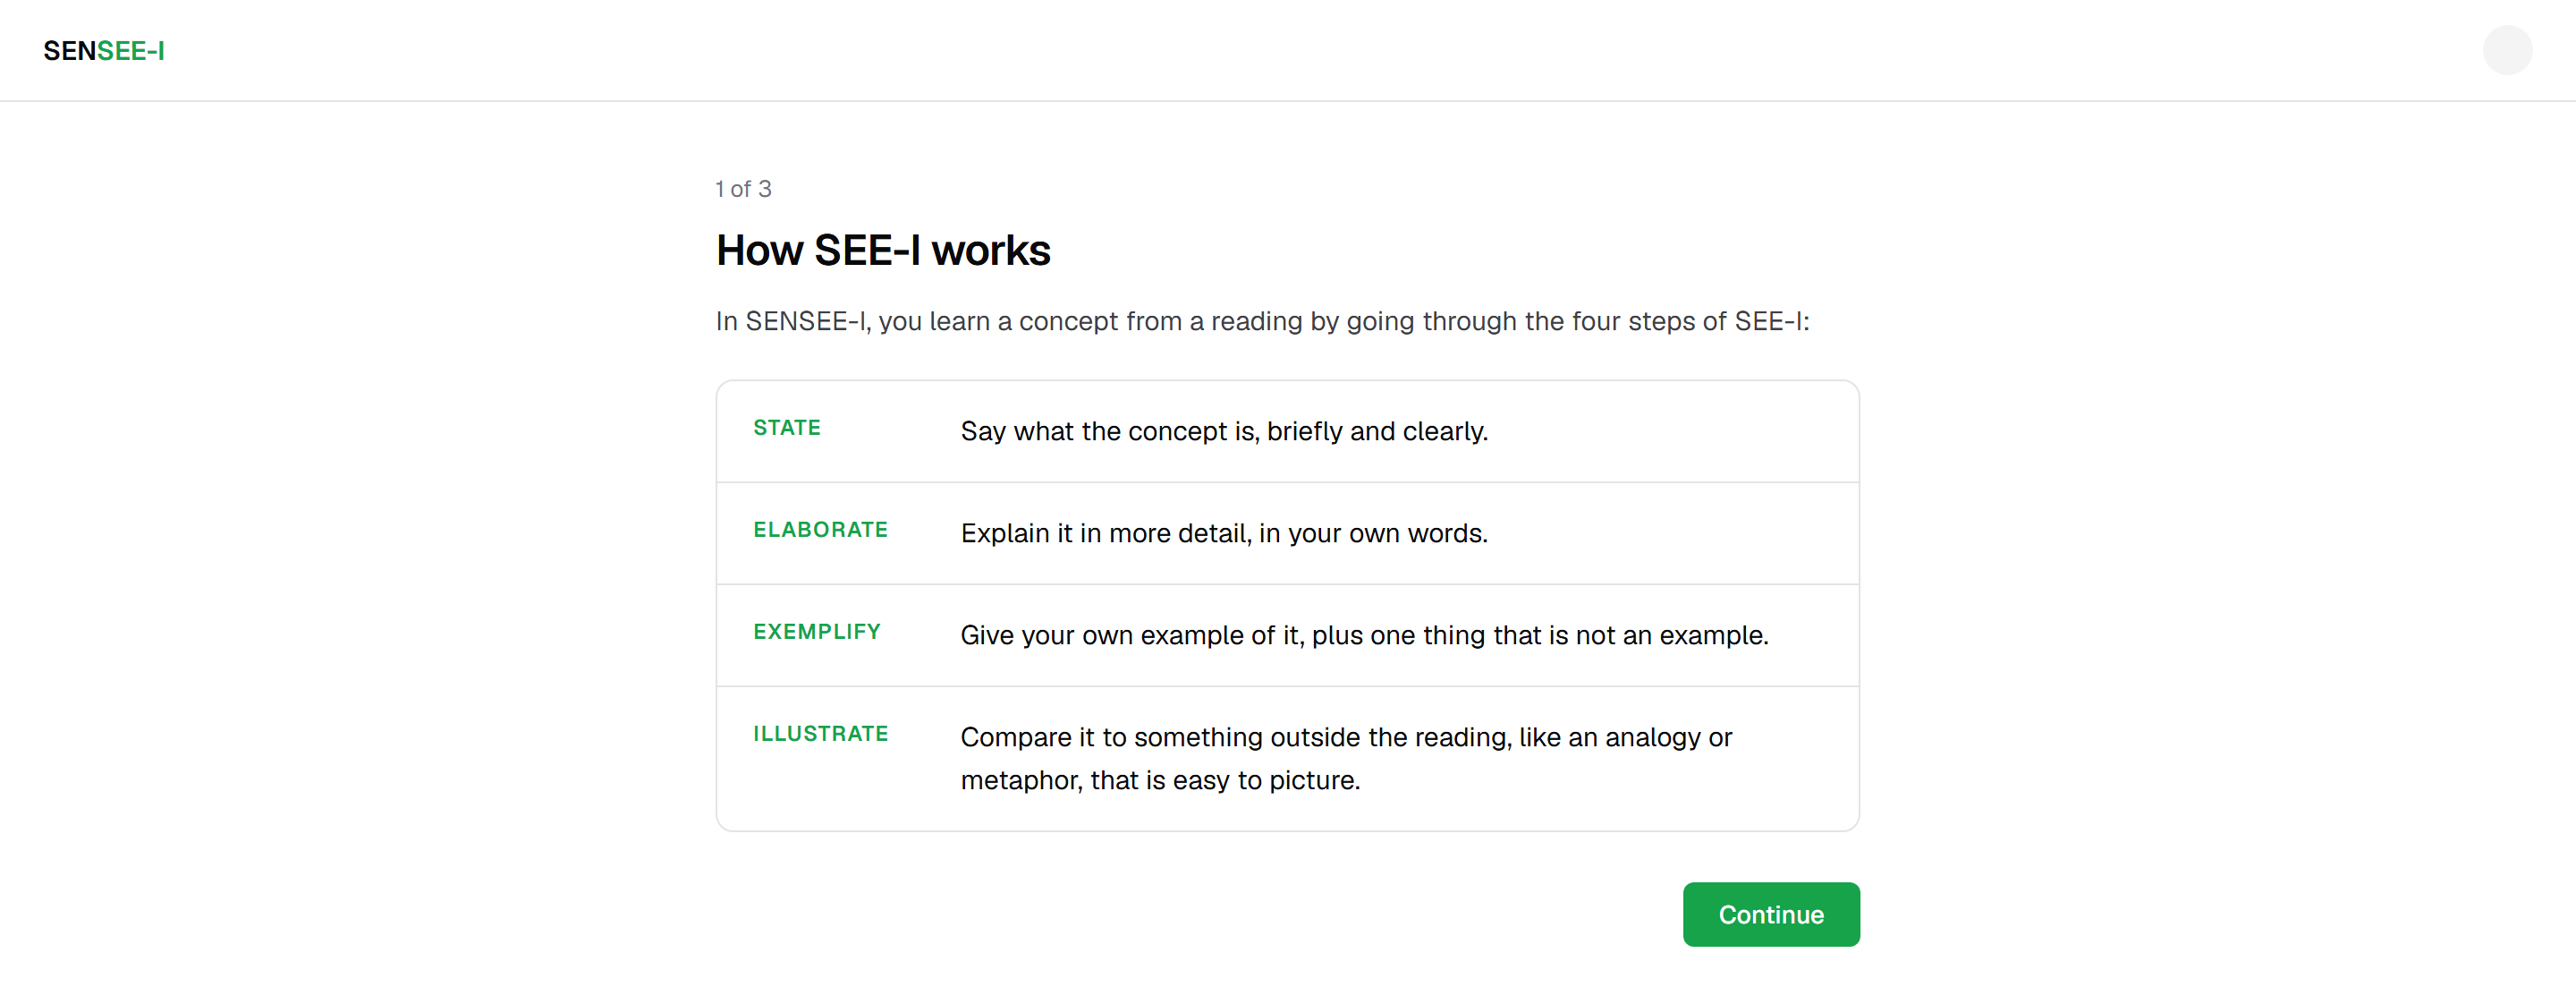 SENSEE-I
1 of 3
How SEE-I works
In SENSEE-I, you learn a concept from a reading by going through the four steps of SEE-I:
STATE
Say what the concept is, briefly and clearly.
ELABORATE
Explain it in more detail, in your own words.
EXEMPLIFY
Give your own example of it, plus one thing that is not an example.
ILLUSTRATE
Compare it to something outside the reading, like an analogy or
metaphor, that is easy to picture.
Continue